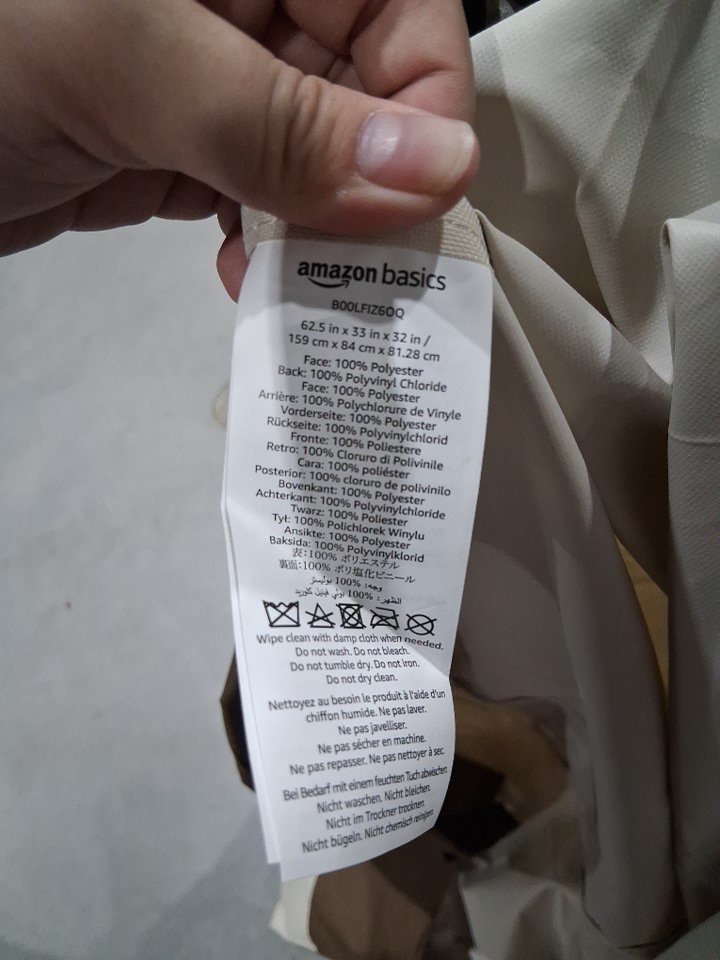 amazon basics
B00LFIZ6OQ
62.5 in x 33 in x 32 in /
159 cm x 84 cm x 81.28 cm
Face: 100% Polyester
Back: 100% Polyvinyl Chloride
Face: 100% Polyester
Arrière: 100% Polychlorure de Vinyle
Vorderseite: 100% Polyester
Rückseite: 100% Polyvinylchlorid
Fronte: 100% Poliestere
Retro: 100% Cloruro di Polivinile
Cara: 100% poliéster
Posterior: 100% cloruro de polivinilo
Bovenkant: 100% Polyester
Achterkant: 100% Polyvinylchloride
Twarz: 100% Poliester
Tył: 100% Polichlorek Winylu
Ansikte: 100% Polyester
Baksida: 100% Polyvinylklorid
表:100% ポリエステル
裏面:100% ポリ塩化ビニール
وجه: 100% بوليستر
الظهر: 100% بولي فينيل كلوريد
Wipe clean with damp cloth when needed.
Do not wash. Do not bleach.
Do not tumble dry. Do not iron.
Do not dry clean.
Nettoyez au besoin le produit à l'aide d'un
chiffon humide. Ne pas laver.
Ne pas javelliser.
Ne pas sécher en machine.
Ne pas repasser. Ne pas nettoyer à sec.
Bei Bedarf mit einem feuchten Tuch abwischen.
Nicht waschen. Nicht bleichen.
Nicht im Trockner trocknen.
Nicht bügeln. Nicht chemisch reinigen.